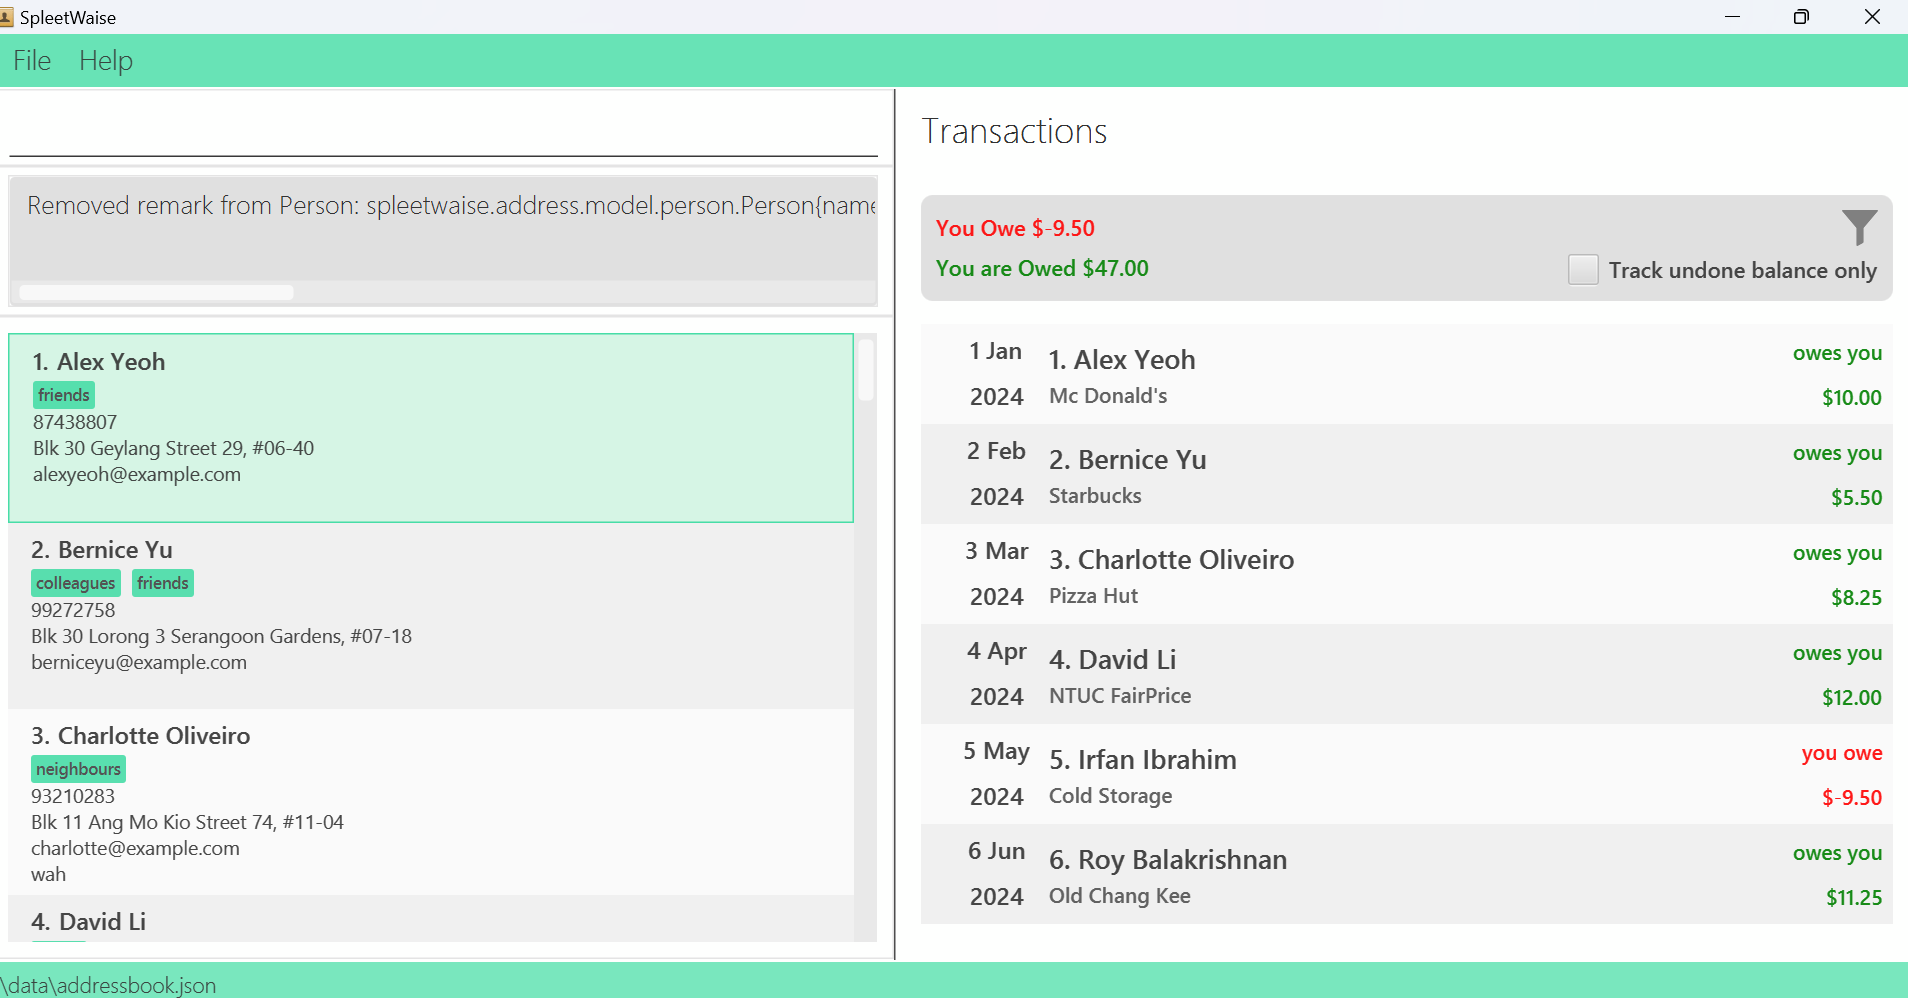 SpleetWaise
File Help
Removed remark from Person: spleetwaise.address.model.person.Person{name
1. Alex Yeoh
friends
87438807
Blk 30 Geylang Street 29, #06-40
alexyeoh@example.com
2. Bernice Yu
colleagues friends
99272758
Blk 30 Lorong 3 Serangoon Gardens, #07-18
berniceyu@example.com
3. Charlotte Oliveiro
neighbours
93210283
Blk 11 Ang Mo Kio Street 74, #11-04
charlotte@example.com
wah
4. David Li
Transactions
You Owe $-9.50
You are Owed $47.00
Track undone balance only
1 Jan 1. Alex Yeoh owes you
2024 Mc Donald's $10.00
2 Feb 2. Bernice Yu owes you
2024 Starbucks $5.50
3 Mar 3. Charlotte Oliveiro owes you
2024 Pizza Hut $8.25
4 Apr 4. David Li owes you
2024 NTUC FairPrice $12.00
5 May 5. Irfan Ibrahim you owe
2024 Cold Storage $-9.50
6 Jun 6. Roy Balakrishnan owes you
2024 Old Chang Kee $11.25
\data\addressbook.json